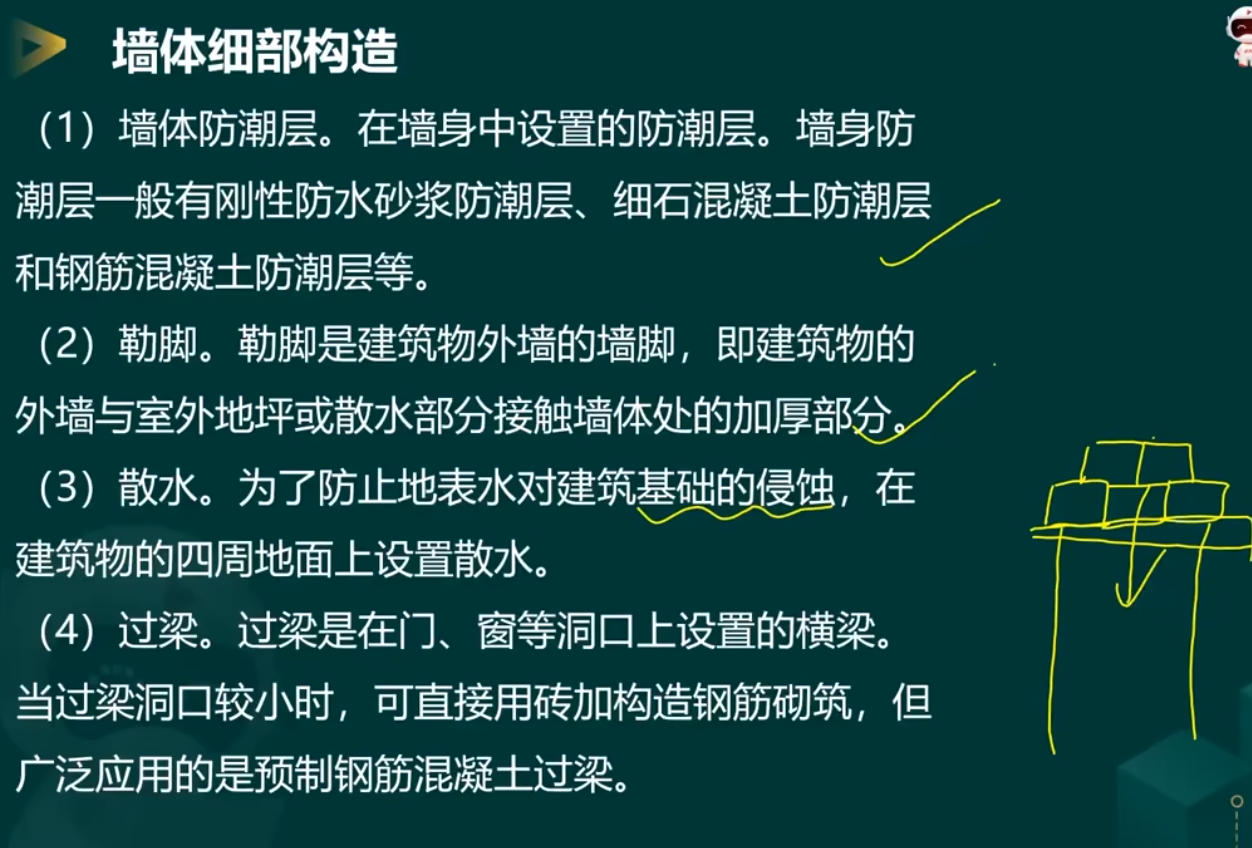 墙体细部构造
（1）墙体防潮层。在墙身中设置的防潮层。墙身防
潮层一般有刚性防水砂浆防潮层、细石混凝土防潮层
和钢筋混凝土防潮层等。
（2）勒脚。勒脚是建筑物外墙的墙脚，即建筑物的
外墙与室外地坪或散水部分接触墙体处的加厚部分。
（3）散水。为了防止地表水对建筑基础的侵蚀，在
建筑物的四周地面上设置散水。
（4）过梁。过梁是在门、窗等洞口上设置的横梁。
当过梁洞口较小时，可直接用砖加构造钢筋砌筑，但
广泛应用的是预制钢筋混凝土过梁。